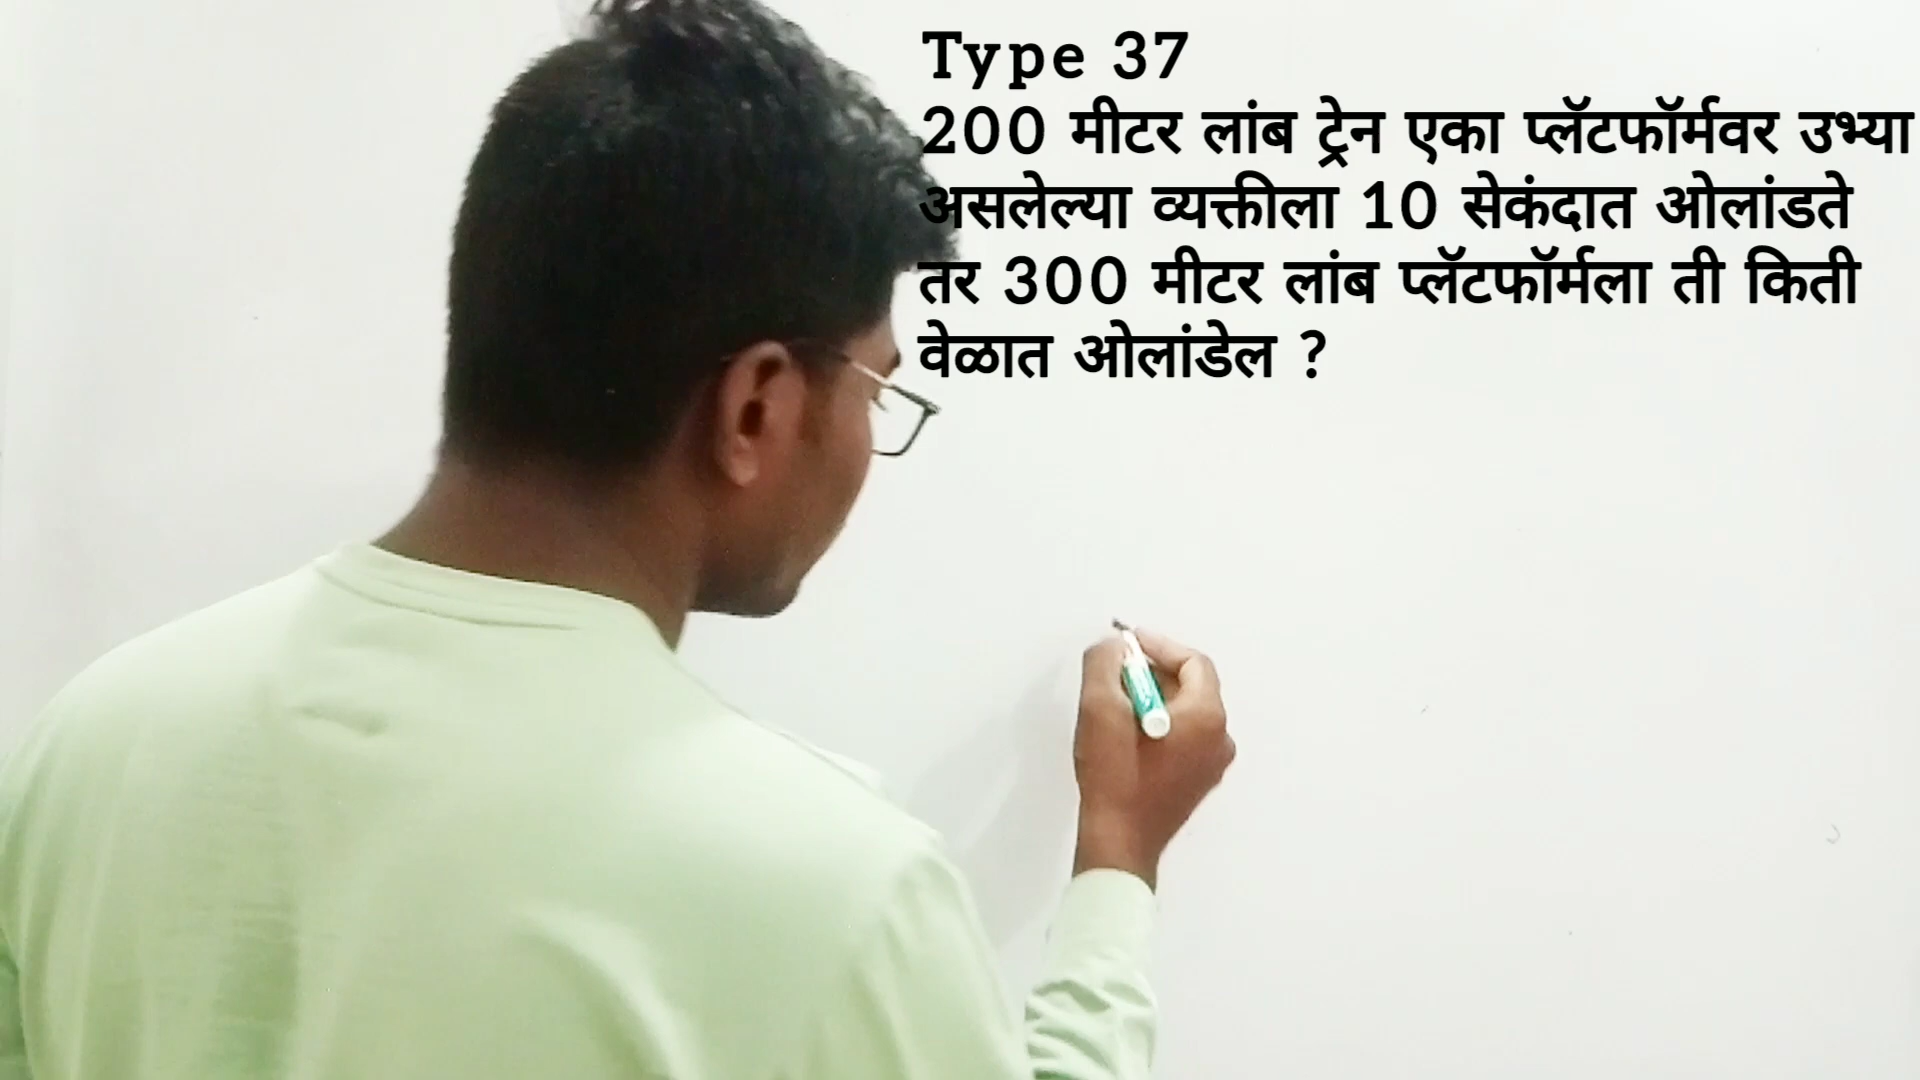 Type 37
200 मीटर लांब ट्रेन एका प्लॅटफॉर्मवर उभ्या
असलेल्या व्यक्तीला 10 सेकंदात ओलांडते
तर 300 मीटर लांब प्लॅटफॉर्मला ती किती
वेळात ओलांडेल ?